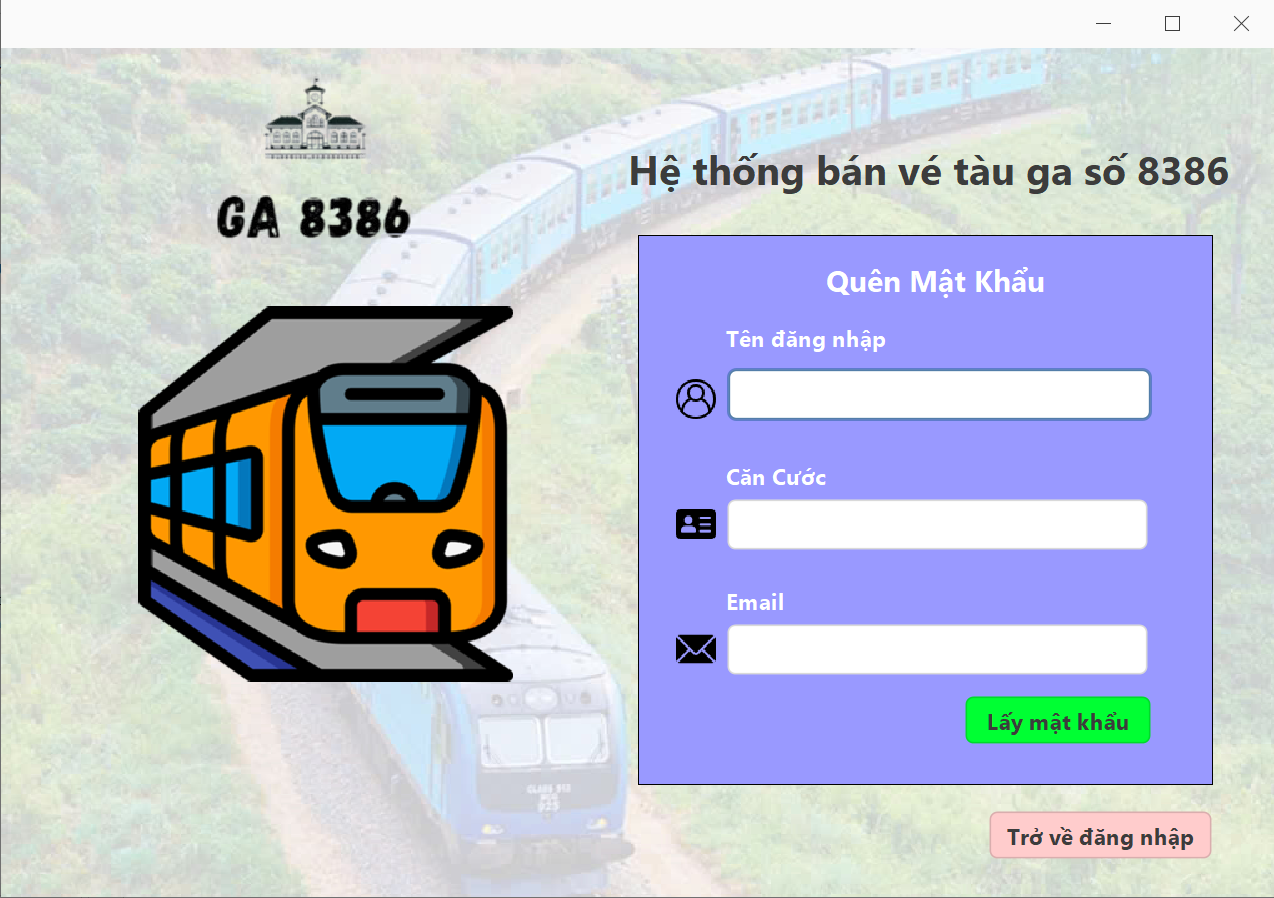 GA 8386
Hệ thống bán vé tàu ga số 8386
Quên Mật Khẩu
Tên đăng nhập
Căn Cước
Email
Lấy mật khẩu
Trở về đăng nhập